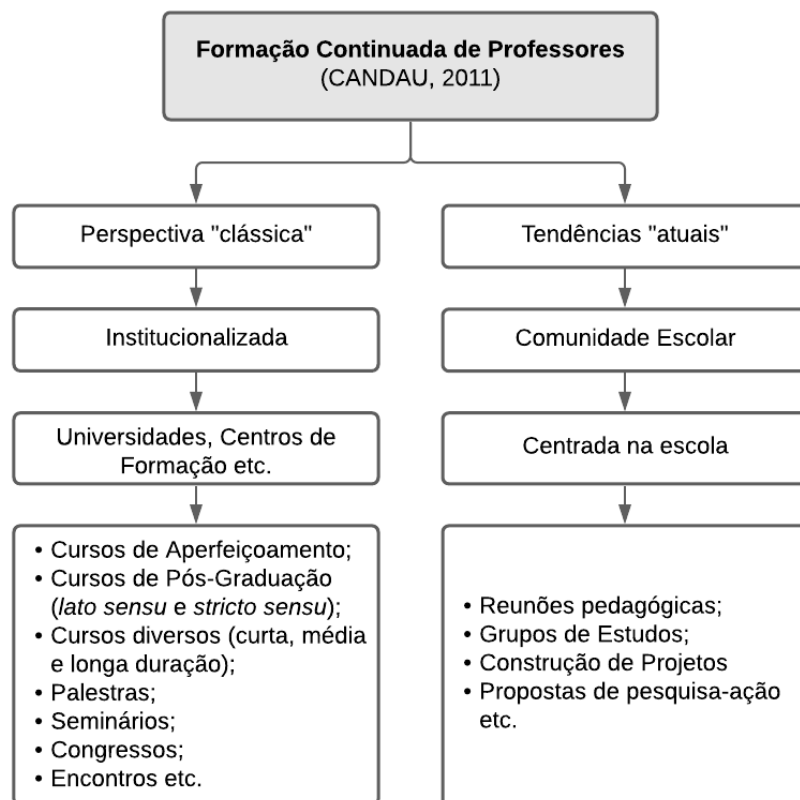 Formação Continuada de Professores
(CANDAU, 2011)
Perspectiva "clássica"
Tendências "atuais"
Institucionalizada
Comunidade Escolar
Universidades, Centros de
Formação etc.
Centrada na escola
• Cursos de Aperfeiçoamento;
• Cursos de Pós-Graduação
(lato sensu e stricto sensu);
• Cursos diversos (curta, média
e longa duração);
• Palestras;
• Seminários;
• Congressos;
• Encontros etc.
• Reunões pedagógicas;
• Grupos de Estudos;
• Construção de Projetos
• Propostas de pesquisa-ação
etc.